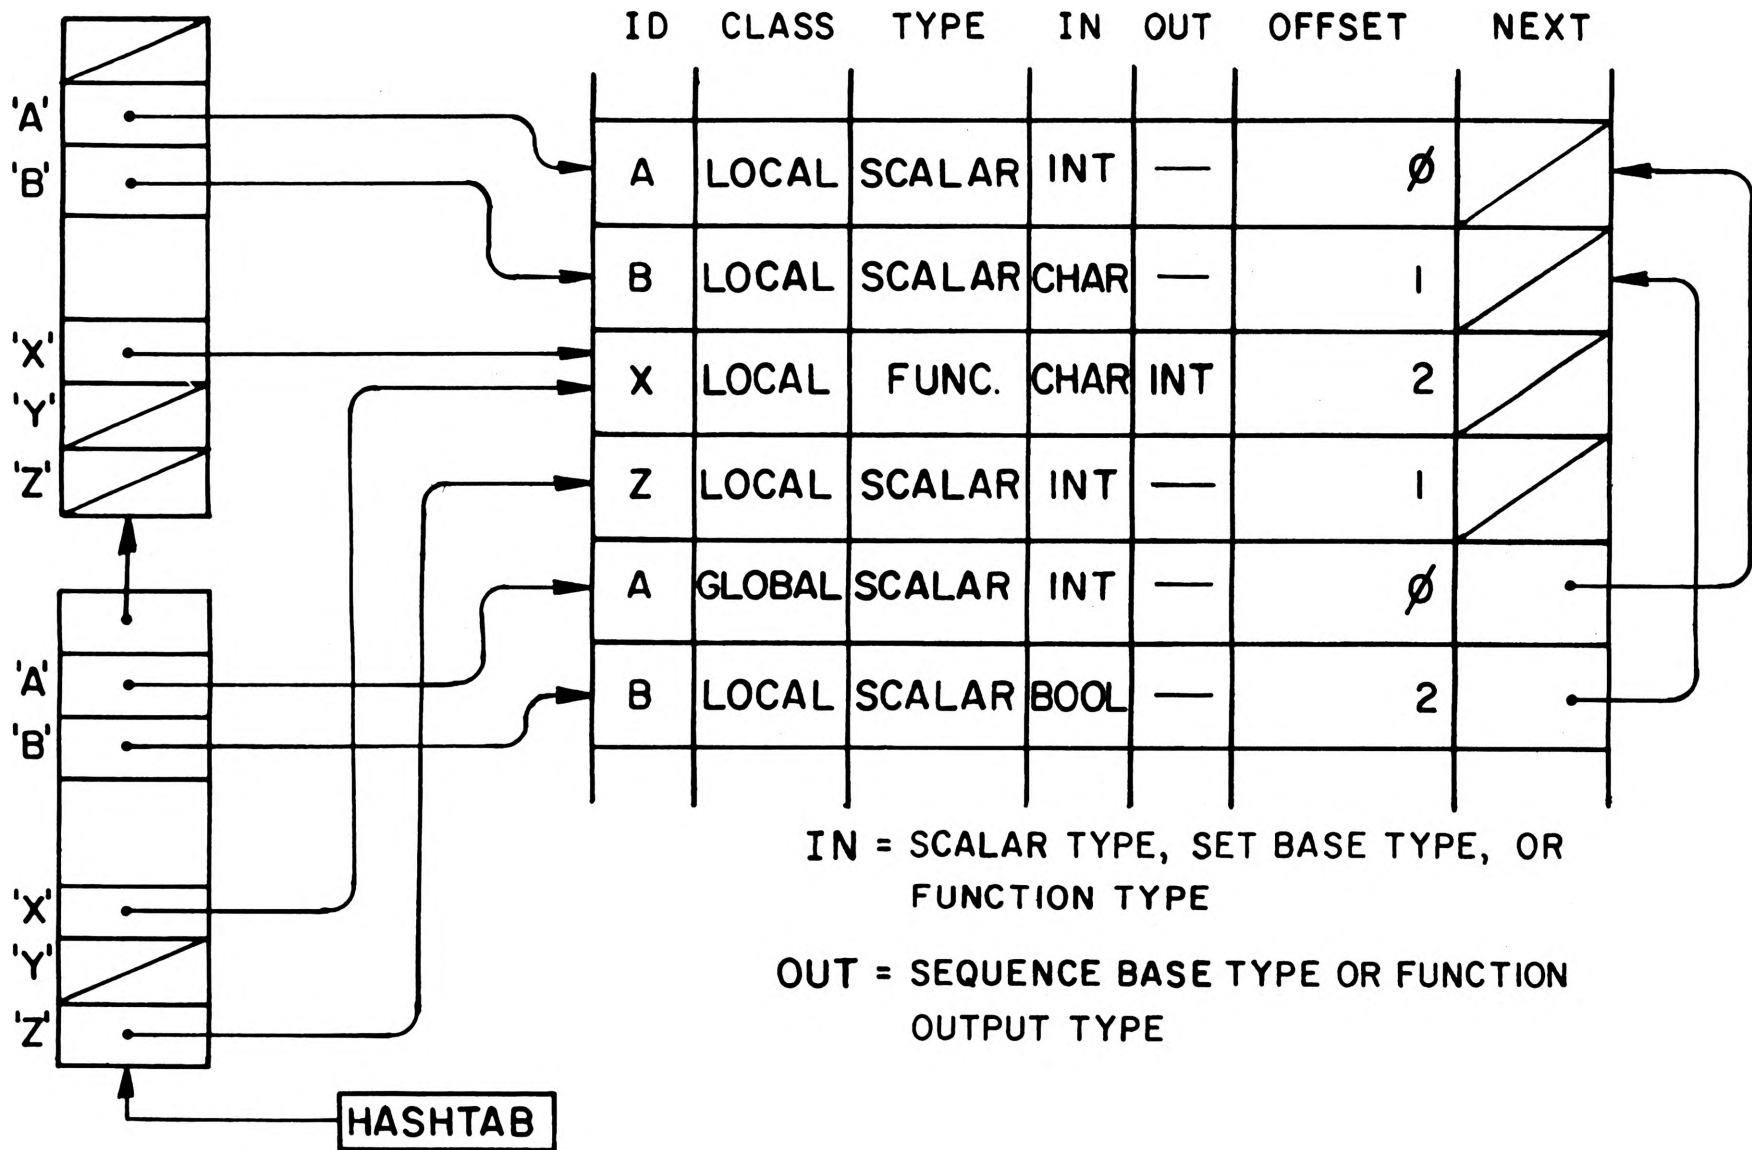 ID CLASS TYPE IN OUT OFFSET NEXT
'A'
'B'
'X'
'Y'
'Z'
A LOCAL SCALAR INT — Ø
B LOCAL SCALAR CHAR — 1
X LOCAL FUNC. CHAR INT 2
Z LOCAL SCALAR INT — 1
A GLOBAL SCALAR INT — Ø
B LOCAL SCALAR BOOL — 2
'A'
'B'
'X'
'Y'
'Z'
HASHTAB
IN = SCALAR TYPE, SET BASE TYPE, OR
FUNCTION TYPE
OUT = SEQUENCE BASE TYPE OR FUNCTION
OUTPUT TYPE